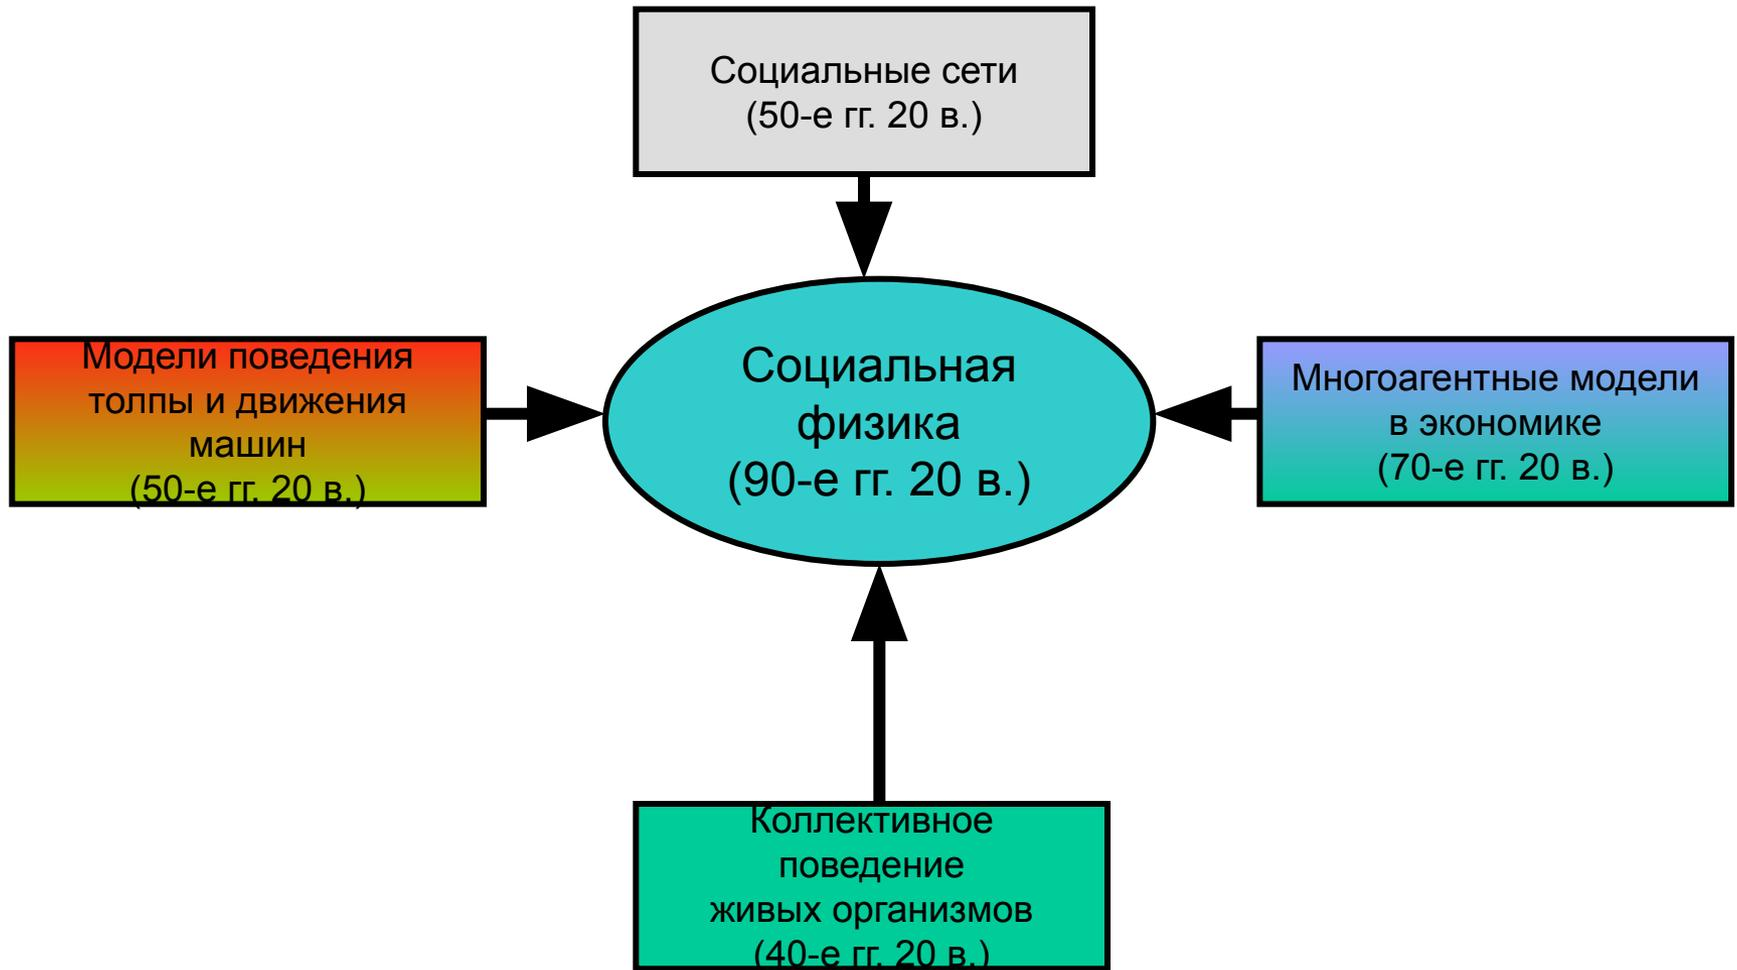 Социальные сети
(50-е гг. 20 в.)
Модели поведения
толпы и движения
машин
(50-е гг. 20 в.)
Социальная
физика
(90-е гг. 20 в.)
Многоагентные модели
в экономике
(70-е гг. 20 в.)
Коллективное
поведение
живых организмов
(40-е гг. 20 в.)